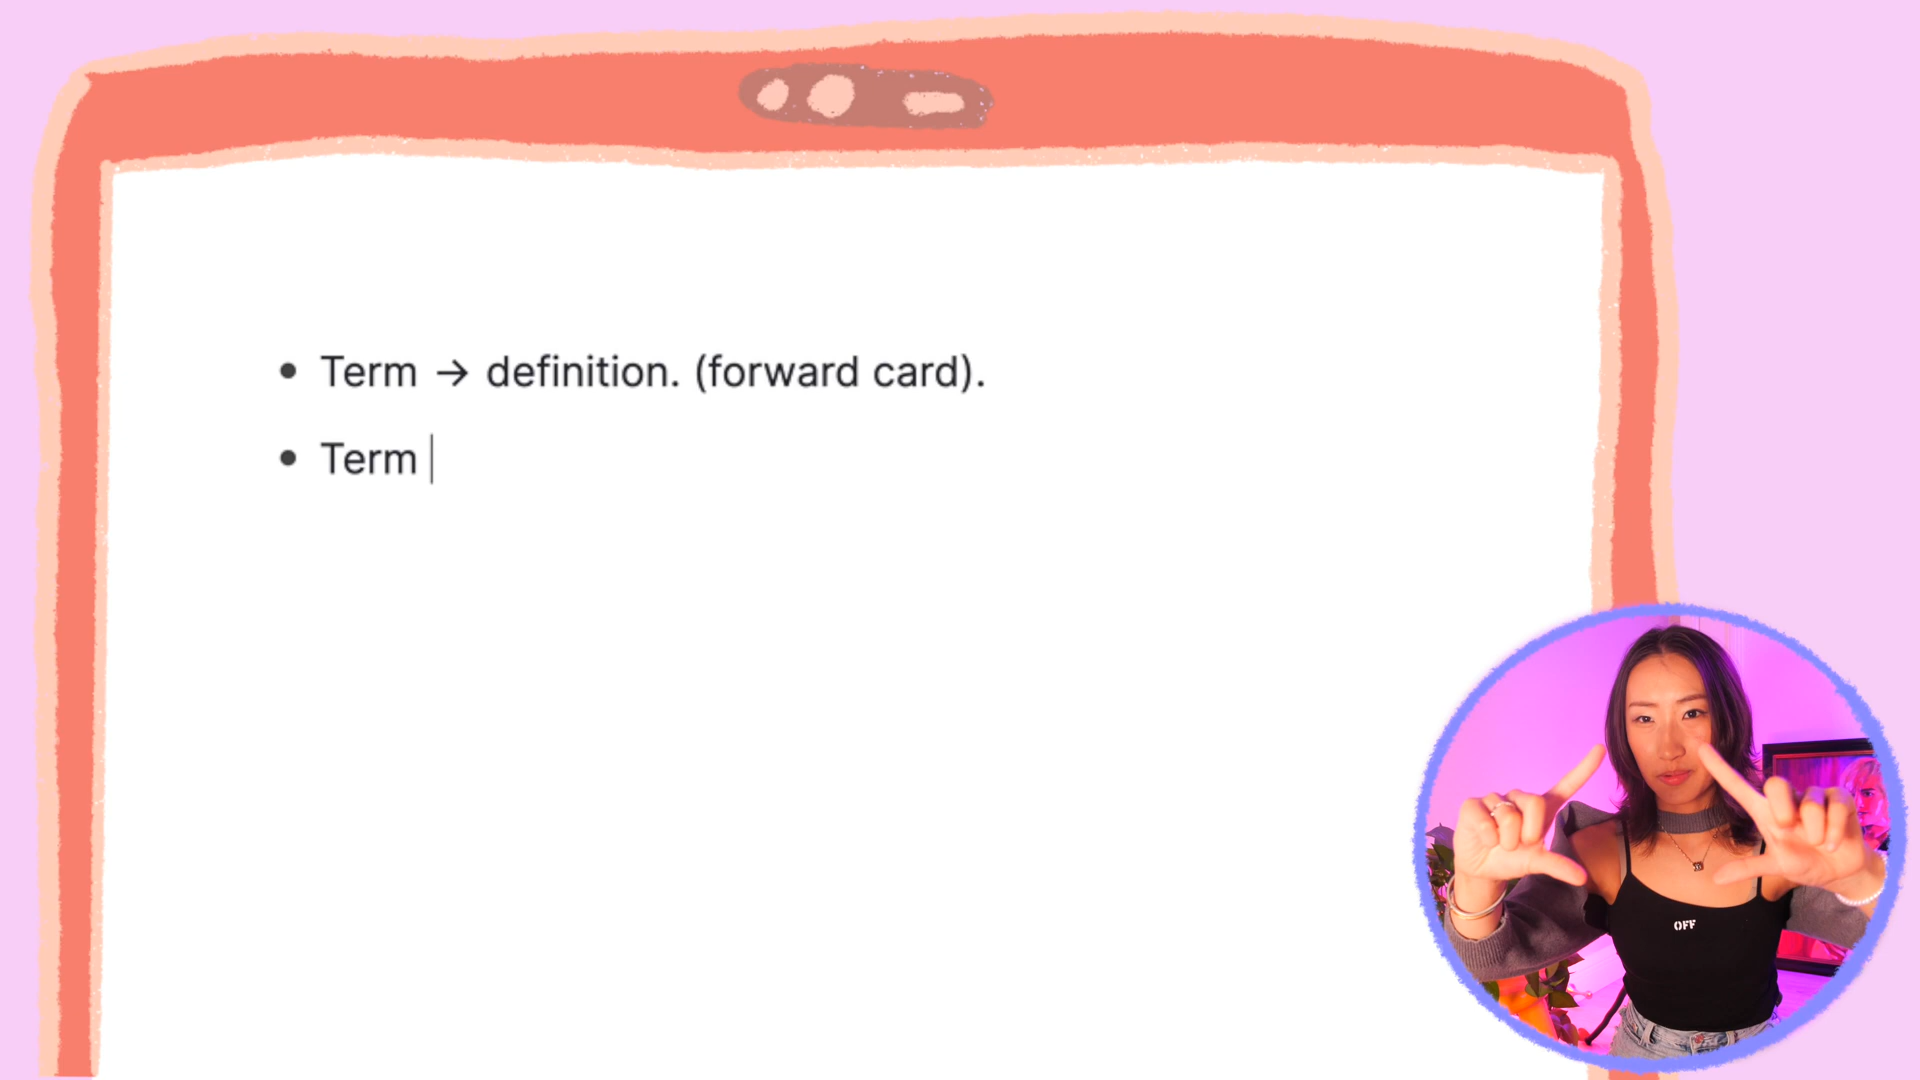 • Term → definition. (forward card).
• Term
OFF